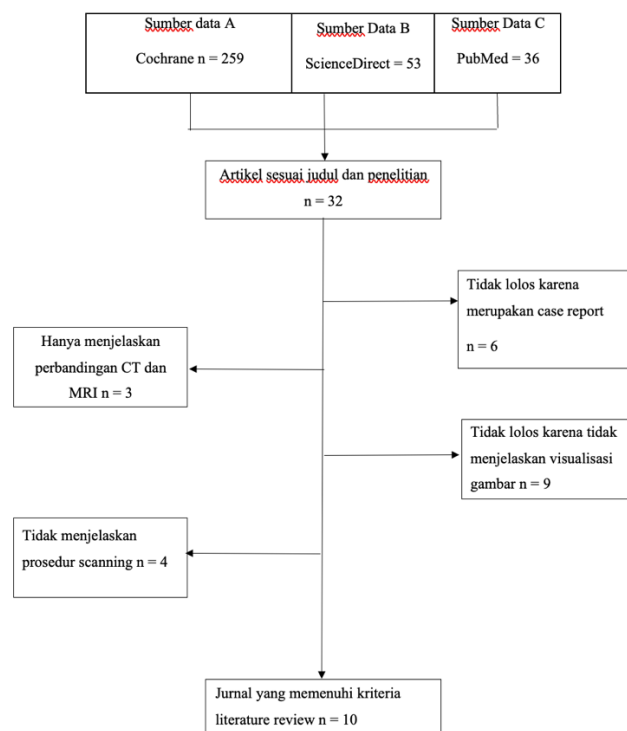 Sumber data A
Cochrane n = 259
Sumber Data B
ScienceDirect = 53
Sumber Data C
PubMed = 36
Artikel sesuai judul dan penelitian
n = 32
Tidak lolos karena
merupakan case report
n = 6
Hanya menjelaskan
perbandingan CT dan
MRI n = 3
Tidak lolos karena tidak
menjelaskan visualisasi
gambar n = 9
Tidak menjelaskan
prosedur scanning n = 4
Jurnal yang memenuhi kriteria
literature review n = 10